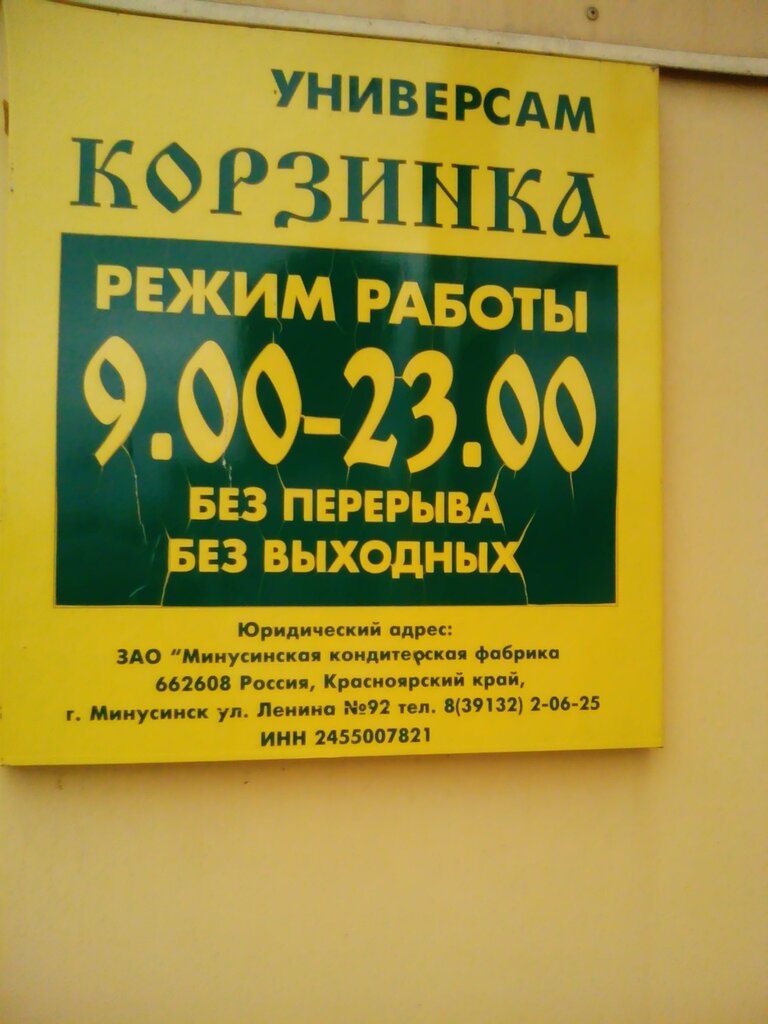 УНИВЕРСАМ
КОРЗИНКА
РЕЖИМ РАБОТЫ
9.00-23.00
БЕЗ ПЕРЕРЫВА
БЕЗ ВЫХОДНЫХ
Юридический адрес:
ЗАО "Минусинская кондитерская фабрика
662608 Россия, Красноярский край,
г. Минусинск ул. Ленина №92 тел. 8(39132) 2-06-25
ИНН 2455007821